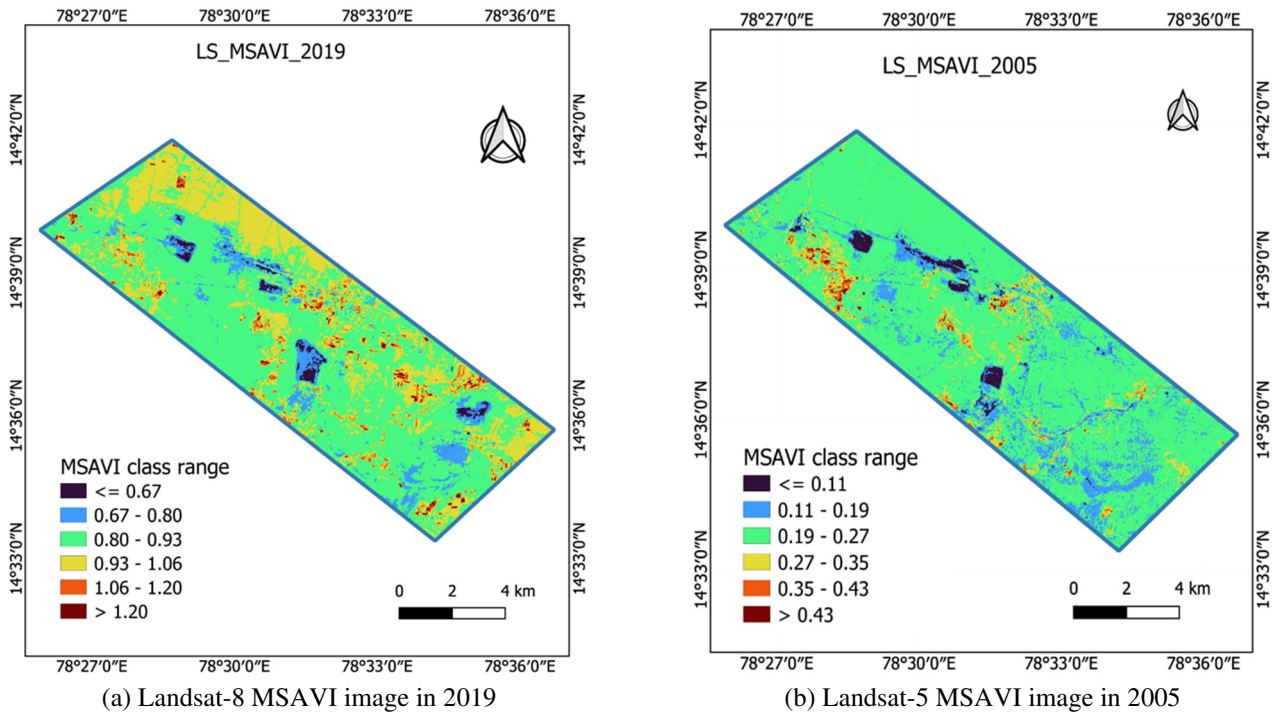 78°27'0"E 78°30'0"E 78°33'0"E 78°36'0"E
LS_MSAVI_2019
14°42'0"N 14°39'0"N 14°36'0"N 14°33'0"N
14°42'0"N 14°39'0"N 14°36'0"N 14°33'0"N
MSAVI class range
<= 0.67
0.67 - 0.80
0.80 - 0.93
0.93 - 1.06
1.06 - 1.20
> 1.20
0 2 4 km
78°27'0"E 78°30'0"E 78°33'0"E 78°36'0"E
(a) Landsat-8 MSAVI image in 2019
78°27'0"E 78°30'0"E 78°33'0"E 78°36'0"E
LS_MSAVI_2005
14°42'0"N 14°39'0"N 14°36'0"N 14°33'0"N
14°42'0"N 14°39'0"N 14°36'0"N 14°33'0"N
MSAVI class range
<= 0.11
0.11 - 0.19
0.19 - 0.27
0.27 - 0.35
0.35 - 0.43
> 0.43
0 2 4 km
78°27'0"E 78°30'0"E 78°33'0"E 78°36'0"E
(b) Landsat-5 MSAVI image in 2005